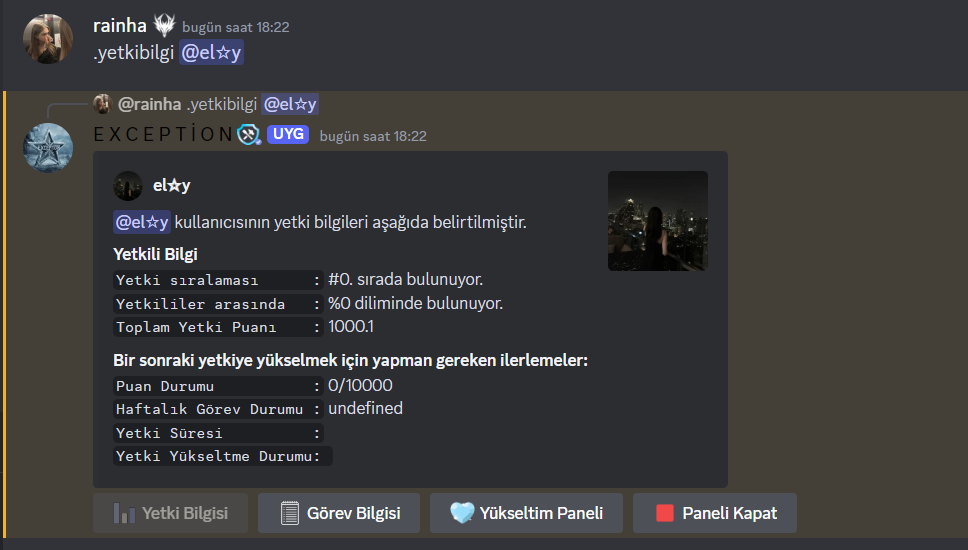 rainha bugün saat 18:22
.yetkibilgi @el☆y
@rainha .yetkibilgi @el☆y
E X C E P T İ O N UYG bugün saat 18:22
el☆y
@el☆y kullanıcısının yetki bilgileri aşağıda belirtilmiştir.
Yetkili Bilgi
Yetki sıralaması : #0. sırada bulunuyor.
Yetkililer arasında : %0 diliminde bulunuyor.
Toplam Yetki Puanı : 1000.1
Bir sonraki yetkiye yükselmek için yapman gereken ilerlemeler:
Puan Durumu : 0/10000
Haftalık Görev Durumu : undefined
Yetki Süresi :
Yetki Yükseltme Durumu:
Yetki Bilgisi Görev Bilgisi Yükseltim Paneli Paneli Kapat